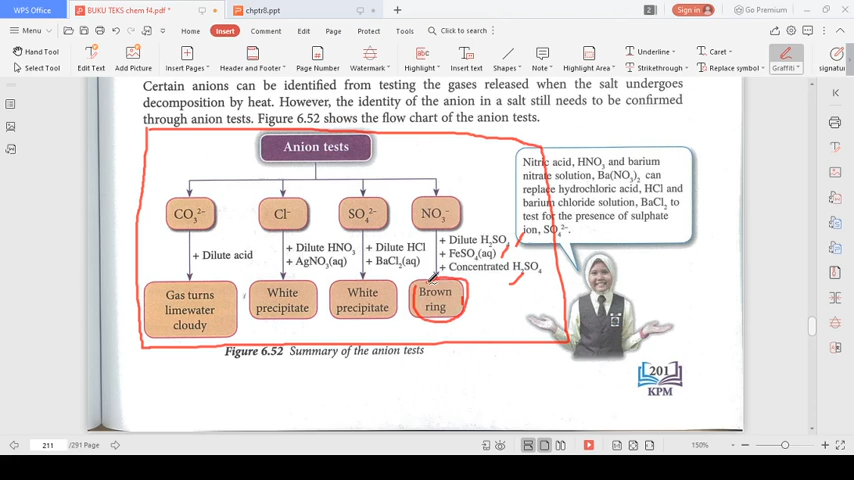 WPS Office
BUKU TEKS chem f4.pdf *
chptr8.ppt
+
2
Sign in
Go Premium
Menu
Home
Insert
Comment
Edit
Page
Protect
Tools
Click to search
Hand Tool
Select Tool
Edit Text
Add Picture
Insert Pages
Header and Footer
Page Number
Watermark
Highlight
Insert Text
Shapes
Note
Highlight Area
Underline
Strikethrough
Caret
Replace symbol
Graffiti
signatur
Certain anions can be identified from testing the gases released when the salt undergoes
decomposition by heat. However, the identity of the anion in a salt still needs to be confirmed
through anion tests. Figure 6.52 shows the flow chart of the anion tests.
Anion tests
CO₃²⁻
Cl⁻
SO₄²⁻
NO₃⁻
+ Dilute acid
+ Dilute HNO₃
+ AgNO₃(aq)
+ Dilute HCl
+ BaCl₂(aq)
+ Dilute H₂SO₄
+ FeSO₄(aq)
+ Concentrated H₂SO₄
Gas turns
limewater
cloudy
White
precipitate
White
precipitate
Brown
ring
Nitric acid, HNO₃ and barium
nitrate solution, Ba(NO₃)₂ can
replace hydrochloric acid, HCl and
barium chloride solution, BaCl₂ to
test for the presence of sulphate
ion, SO₄²⁻.
Figure 6.52 Summary of the anion tests
201
KPM
211
/291 Page
150%